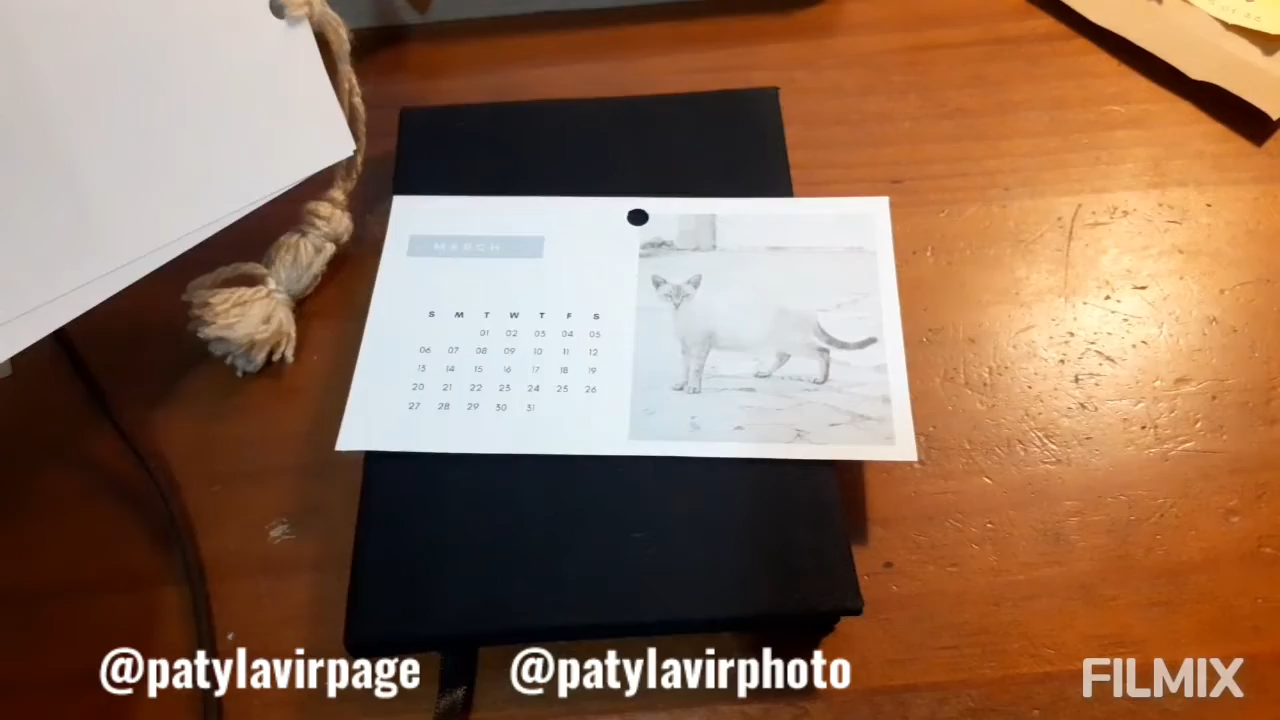 MARCH
S M T W T F S
01 02 03 04 05
06 07 08 09 10 11 12
13 14 15 16 17 18 19
20 21 22 23 24 25 26
27 28 29 30 31
@patylavirpage @patylavirphoto
FILMIX